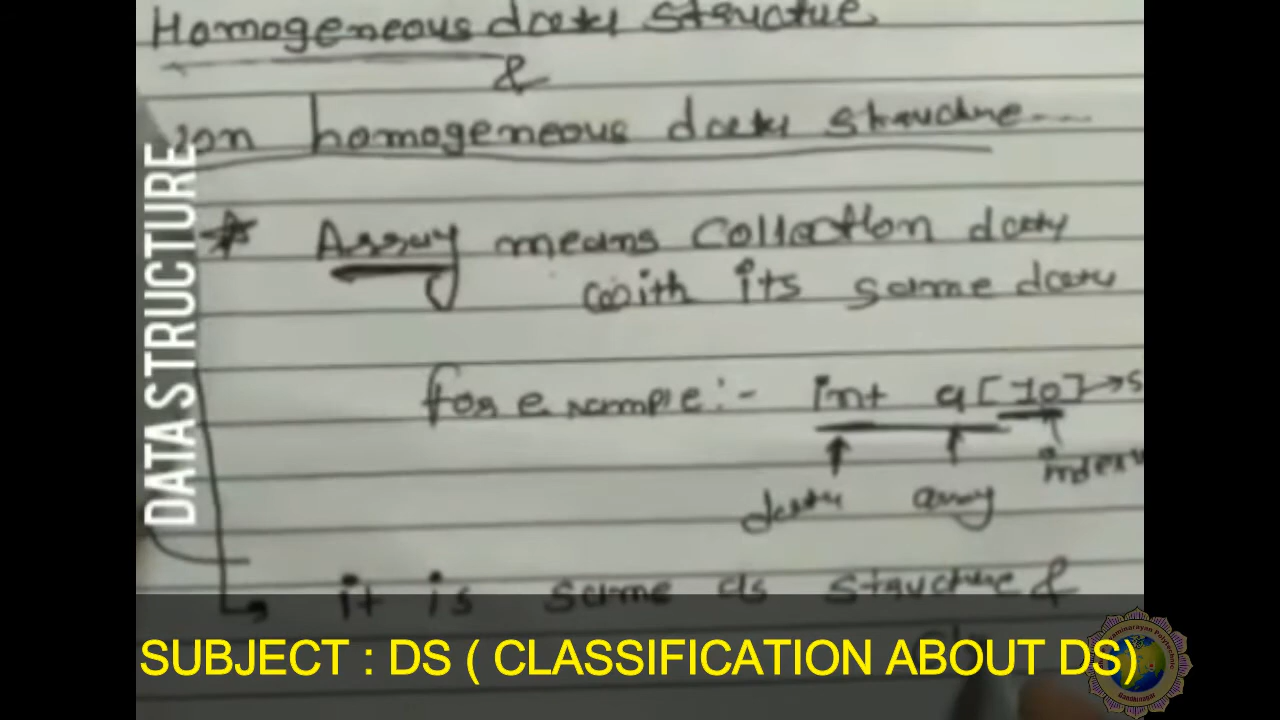 Homogeneous data structue
&
non homogeneous data structure---
* Array means Collection data
with its same data
for example:- int a[10]→s
data array index
it is same as structure &
DATA STRUCTURE
SUBJECT : DS ( CLASSIFICATION ABOUT DS)